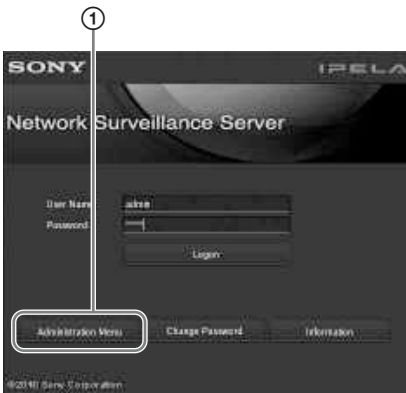 ①
SONY IPELA
Network Surveillance Server
User Name admin
Password
Logon
Administration Menu Change Password Information
©2010 Sony Corporation